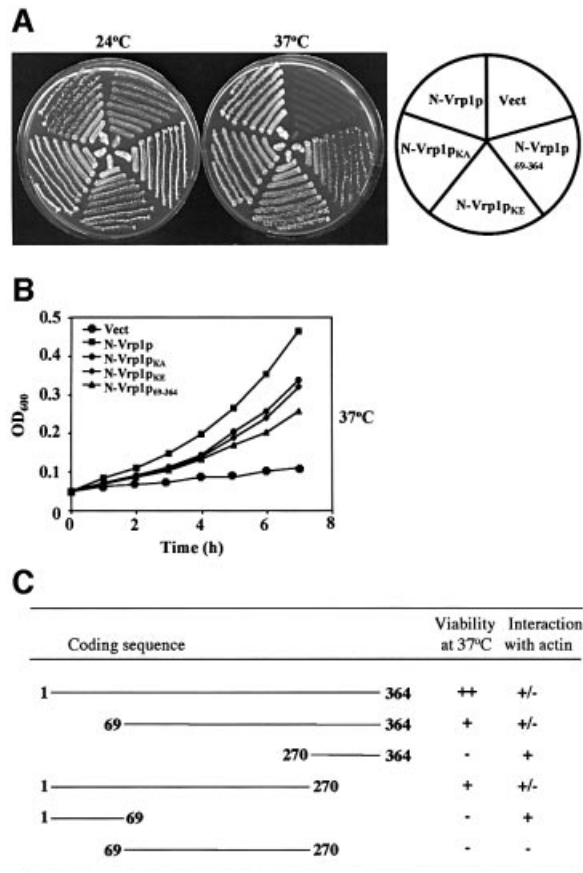 A
24°C 37°C
N-Vrp1p Vect
N-Vrp1pKA N-Vrp1p
69-364
N-Vrp1pKE
B
0.5
0.4
0.3
0.2
0.1
0
OD600
Vect
N-Vrp1p
N-Vrp1pKA
N-Vrp1pKE
N-Vrp1p69-364
37°C
0 2 4 6 8
Time (h)
C
Viability Interaction
Coding sequence at 37°C with actin
1 364 ++ +/-
69 364 + +/-
270 364 - +
1 270 + +/-
1 69 - +
69 270 - -